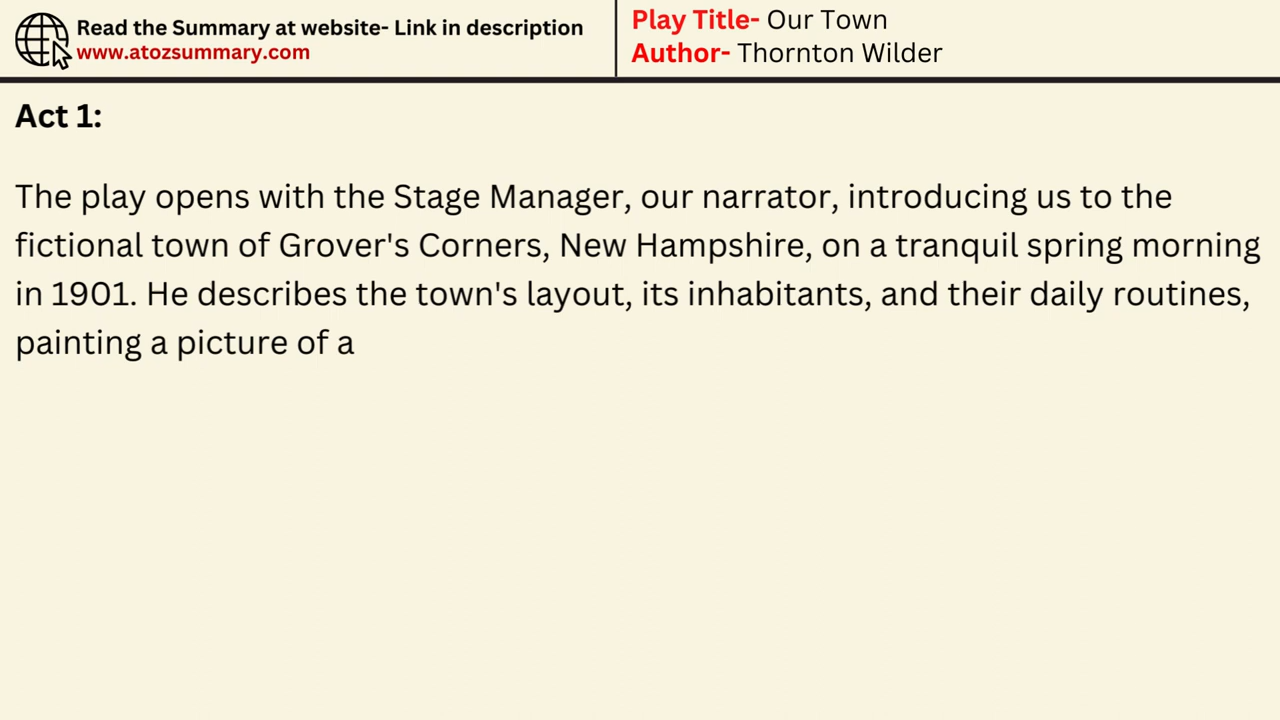 Read the Summary at website- Link in description
www.atozsummary.com
Play Title- Our Town
Author- Thornton Wilder
Act 1:
The play opens with the Stage Manager, our narrator, introducing us to the
fictional town of Grover's Corners, New Hampshire, on a tranquil spring morning
in 1901. He describes the town's layout, its inhabitants, and their daily routines,
painting a picture of a